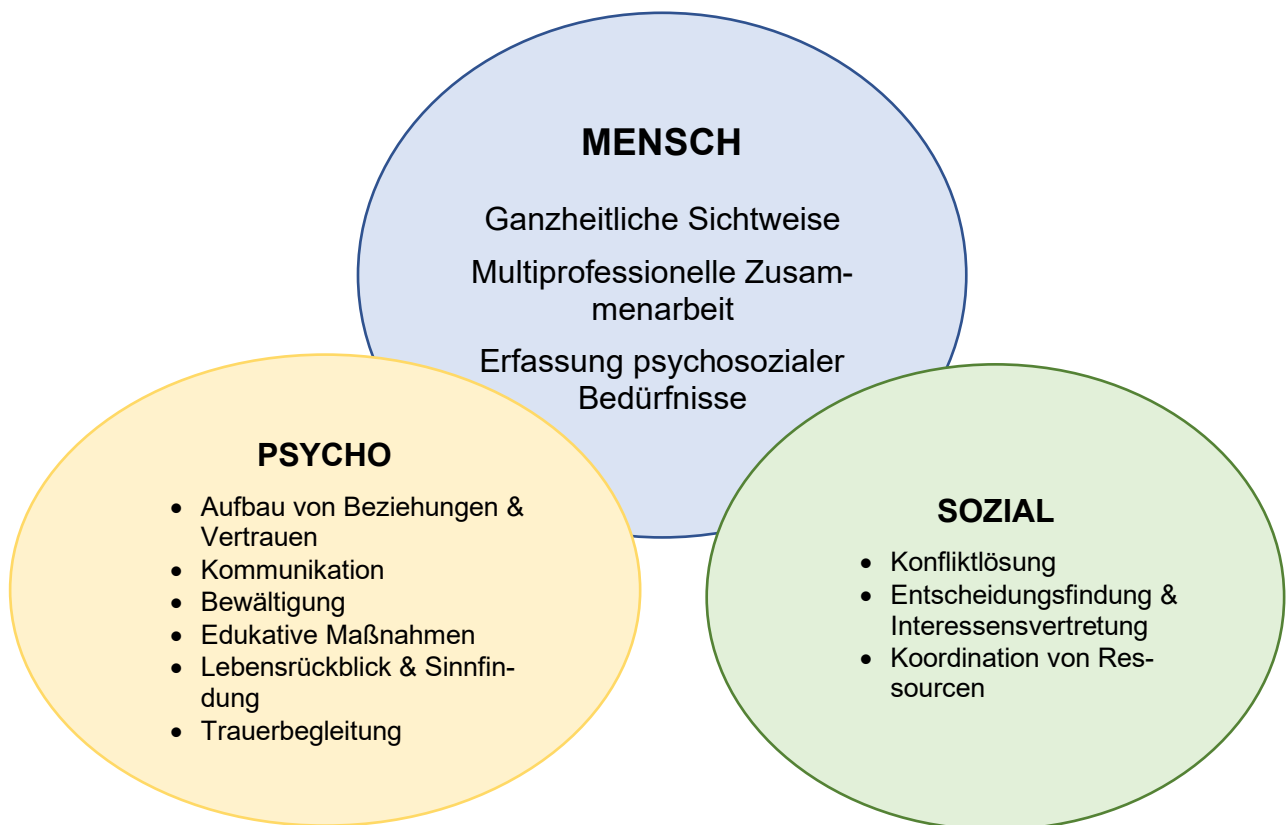 MENSCH
Ganzheitliche Sichtweise
Multiprofessionelle Zusam-
menarbeit
Erfassung psychosozialer
Bedürfnisse
PSYCHO
• Aufbau von Beziehungen &
Vertrauen
• Kommunikation
• Bewältigung
• Edukative Maßnahmen
• Lebensrückblick & Sinnfin-
dung
• Trauerbegleitung
SOZIAL
• Konfliktlösung
• Entscheidungsfindung &
Interessensvertretung
• Koordination von Res-
sourcen